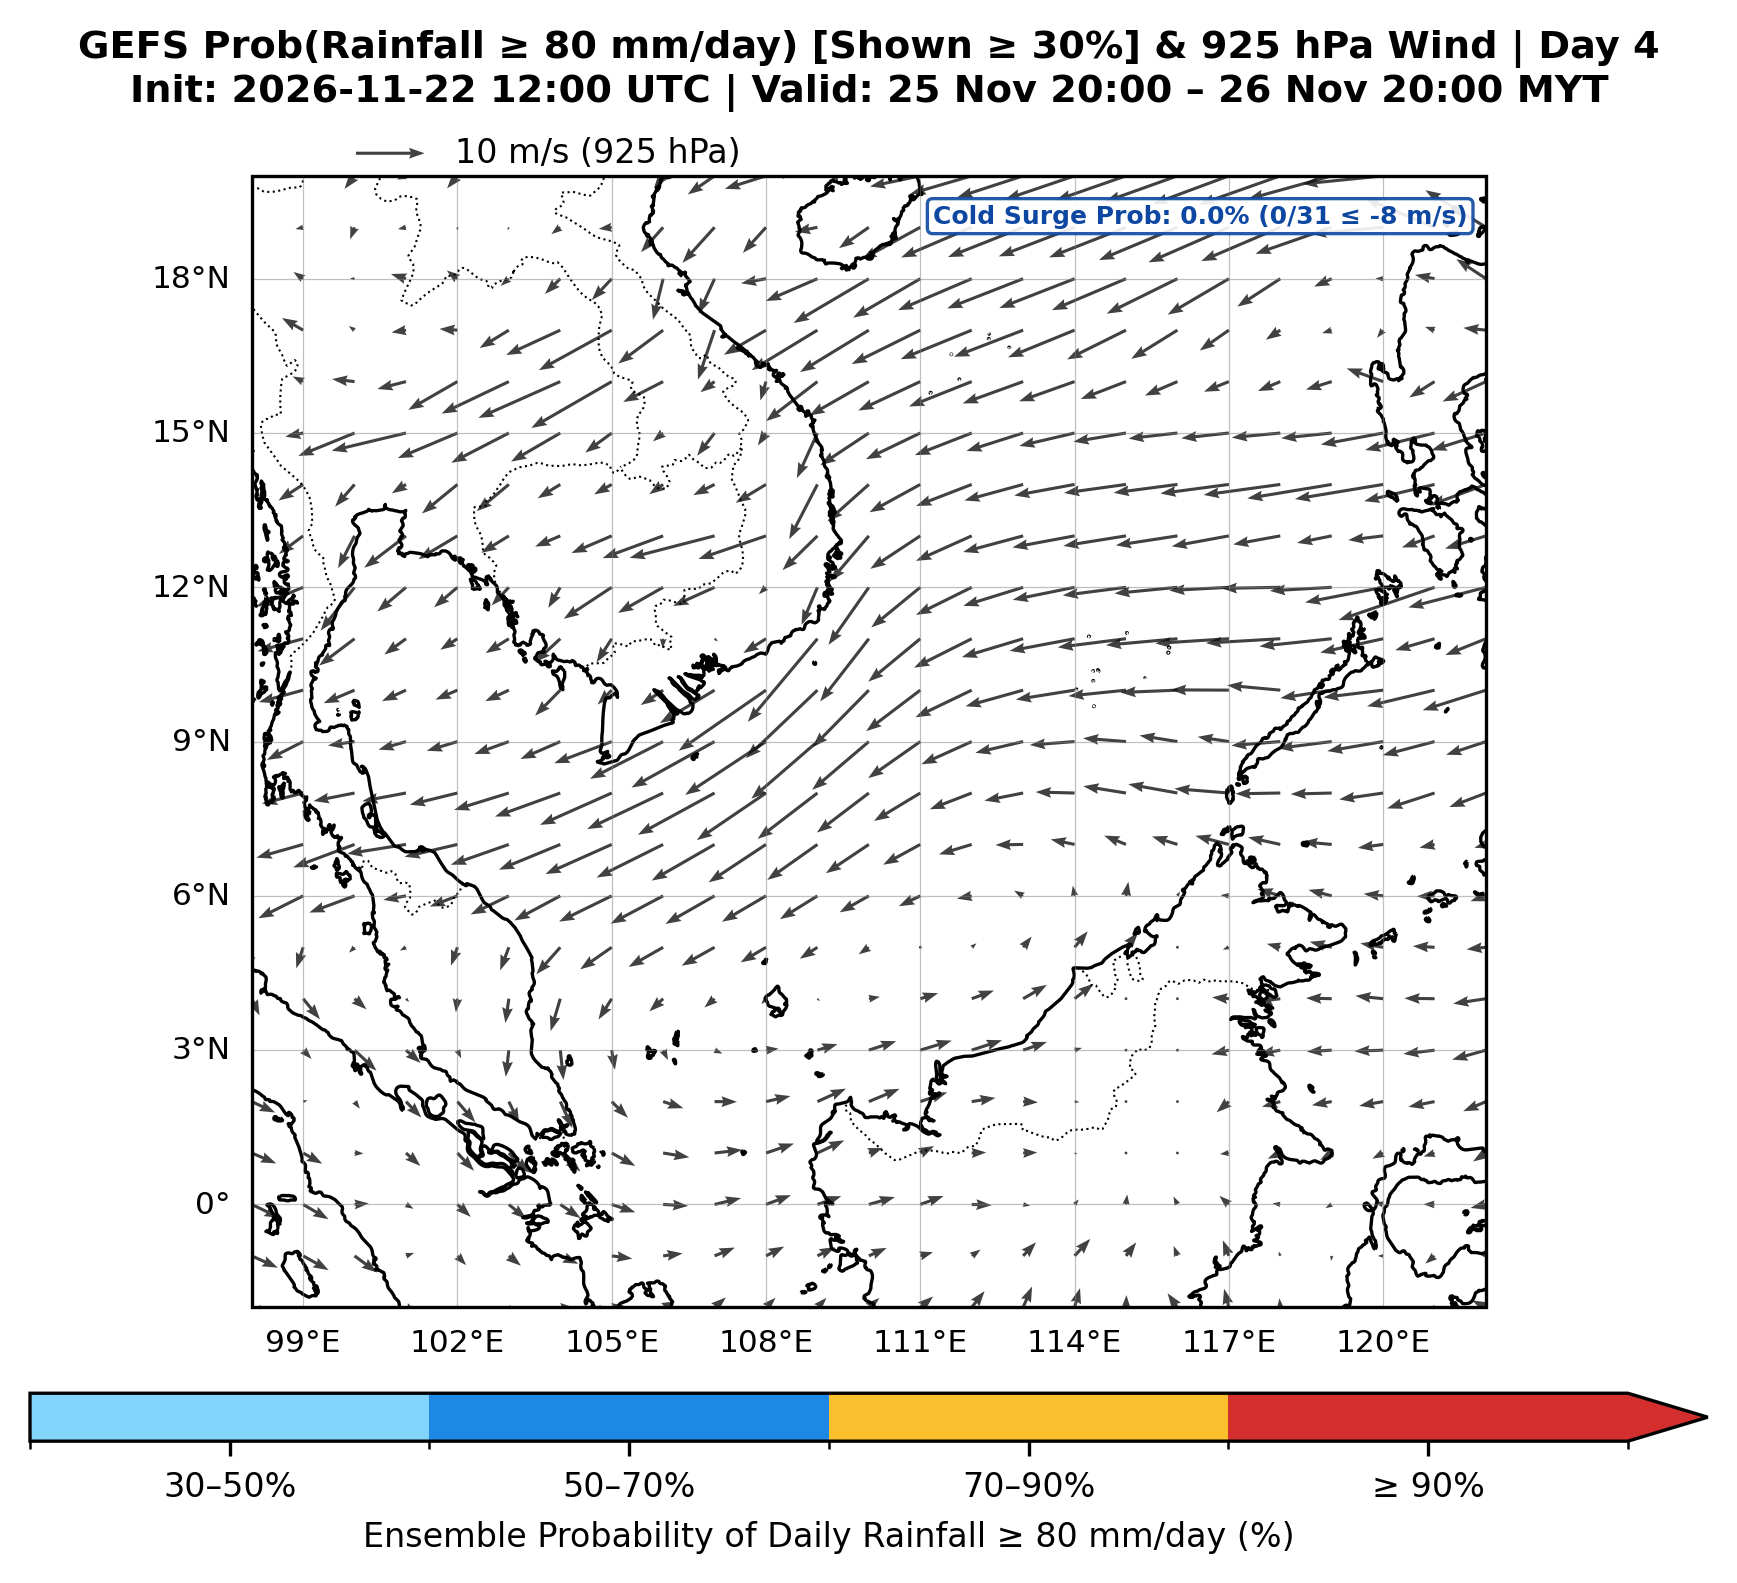 GEFS Prob(Rainfall ≥ 80 mm/day) [Shown ≥ 30%] & 925 hPa Wind | Day 4
Init: 2026-11-22 12:00 UTC | Valid: 25 Nov 20:00 – 26 Nov 20:00 MYT
10 m/s (925 hPa)
Cold Surge Prob: 0.0% (0/31 ≤ -8 m/s)
18°N
15°N
12°N
9°N
6°N
3°N
0°
99°E 102°E 105°E 108°E 111°E 114°E 117°E 120°E
30–50% 50–70% 70–90% ≥ 90%
Ensemble Probability of Daily Rainfall ≥ 80 mm/day (%)